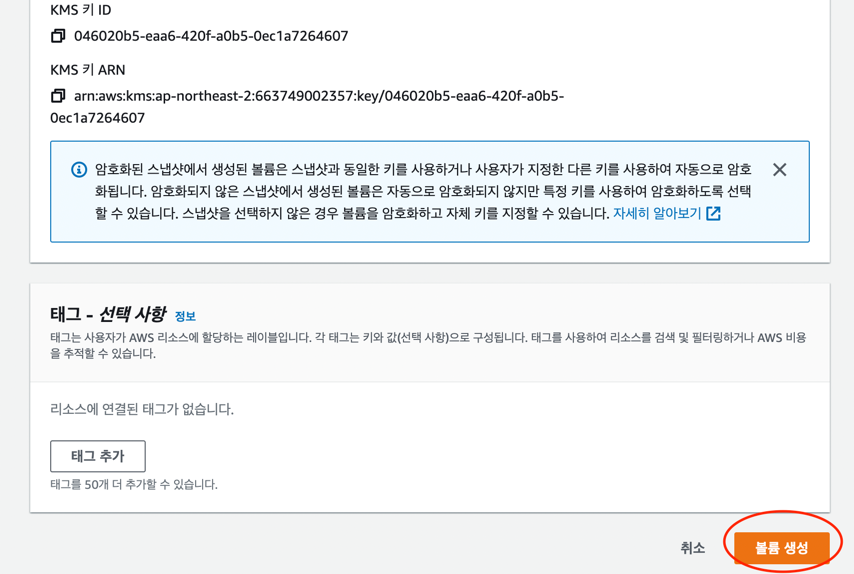 KMS 키 ID
046020b5-eaa6-420f-a0b5-0ec1a7264607
KMS 키 ARN
arn:aws:kms:ap-northeast-2:663749002357:key/046020b5-eaa6-420f-a0b5-
0ec1a7264607
암호화된 스냅샷에서 생성된 볼륨은 스냅샷과 동일한 키를 사용하거나 사용자가 지정한 다른 키를 사용하여 자동으로 암호
화됩니다. 암호화되지 않은 스냅샷에서 생성된 볼륨은 자동으로 암호화되지 않지만 특정 키를 사용하여 암호화하도록 선택
할 수 있습니다. 스냅샷을 선택하지 않은 경우 볼륨을 암호화하고 자체 키를 지정할 수 있습니다. 자세히 알아보기
태그 - 선택 사항 정보
태그는 사용자가 AWS 리소스에 할당하는 레이블입니다. 각 태그는 키와 값(선택 사항)으로 구성됩니다. 태그를 사용하여 리소스를 검색 및 필터링하거나 AWS 비용
을 추적할 수 있습니다.
리소스에 연결된 태그가 없습니다.
태그 추가
태그를 50개 더 추가할 수 있습니다.
취소 볼륨 생성